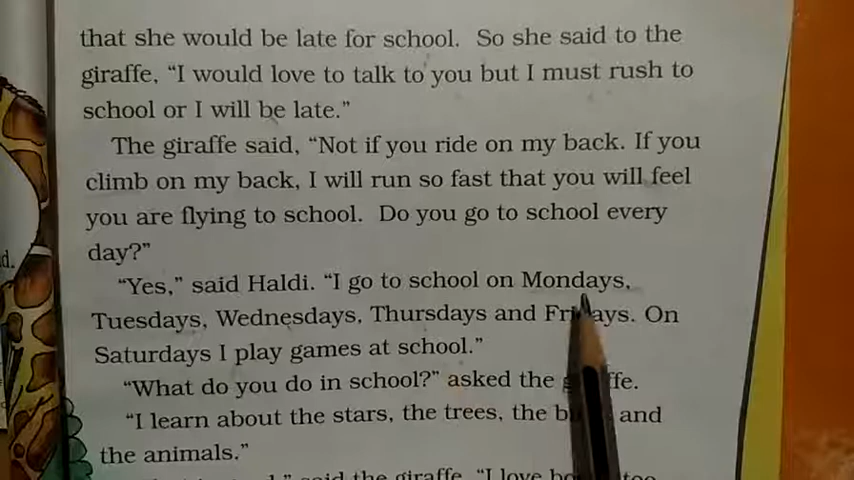 that she would be late for school. So she said to the
giraffe, “I would love to talk to you but I must rush to
school or I will be late.”
The giraffe said, “Not if you ride on my back. If you
climb on my back, I will run so fast that you will feel
you are flying to school. Do you go to school every
day?”
“Yes,” said Haldi. “I go to school on Mondays,
Tuesdays, Wednesdays, Thursdays and Fridays. On
Saturdays I play games at school.”
“What do you do in school?” asked the
“I learn about the stars, the trees, the and
the animals.”
said the giraffe. “I love too
d.